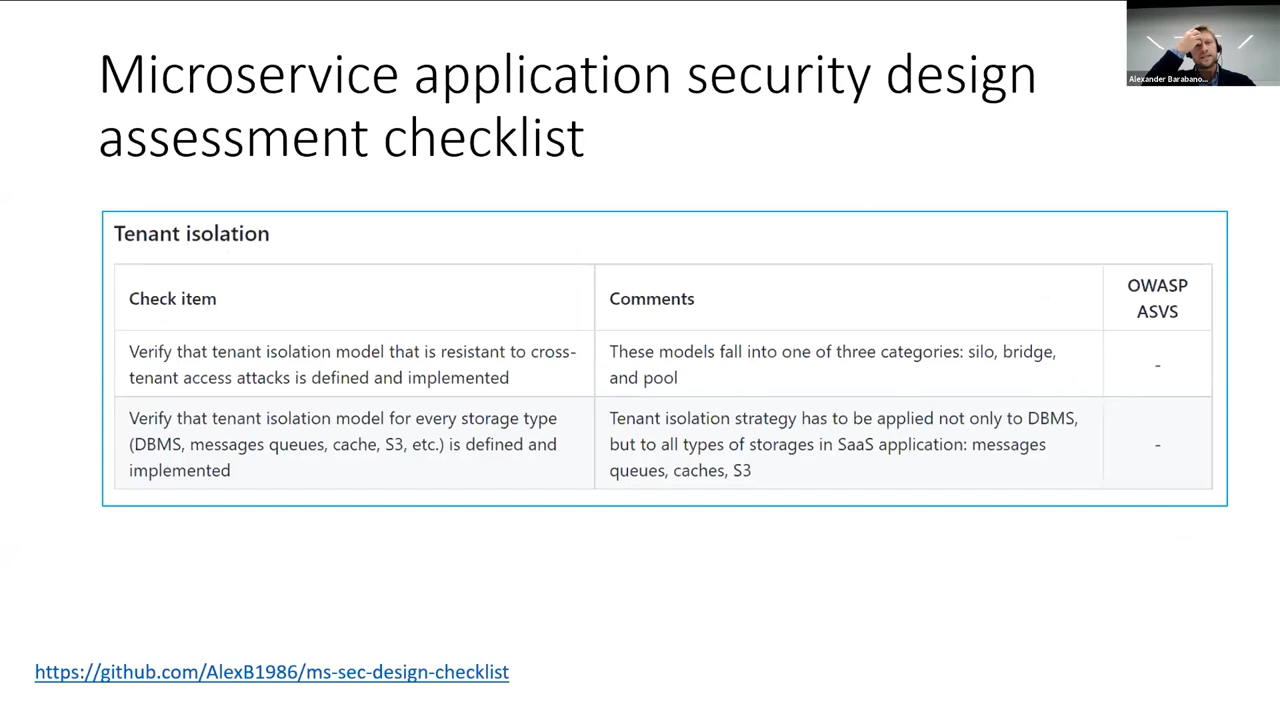 Alexander Barabano...
Microservice application security design
assessment checklist
Tenant isolation
Check item
Comments
OWASP
ASVS
Verify that tenant isolation model that is resistant to cross-
tenant access attacks is defined and implemented
These models fall into one of three categories: silo, bridge,
and pool
-
Verify that tenant isolation model for every storage type
(DBMS, messages queues, cache, S3, etc.) is defined and
implemented
Tenant isolation strategy has to be applied not only to DBMS,
but to all types of storages in SaaS application: messages
queues, caches, S3
-
https://github.com/AlexB1986/ms-sec-design-checklist